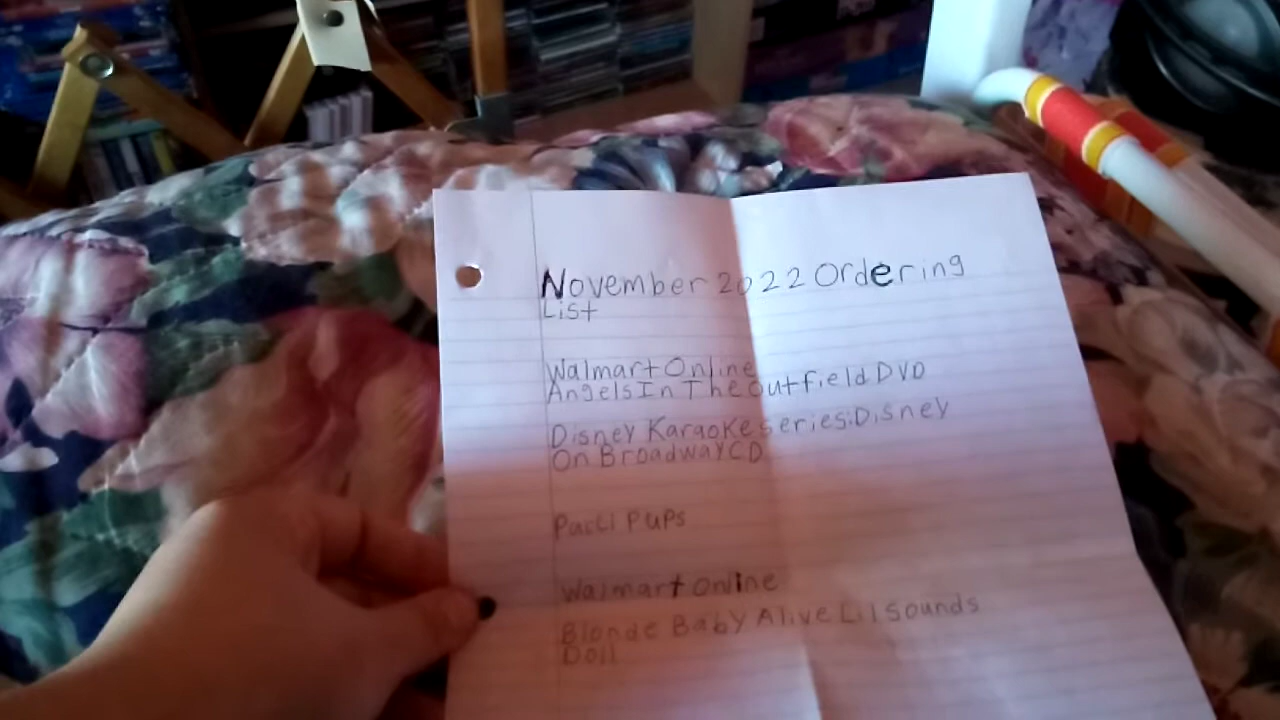 November 2022 Ordering
List
Walmart Online
Angels In The Outfield DVD
Disney Karaoke Series:Disney
On Broadway CD
Pacci Pups
Walmart Online
Blonde Baby Alive Lil Sounds
Doll